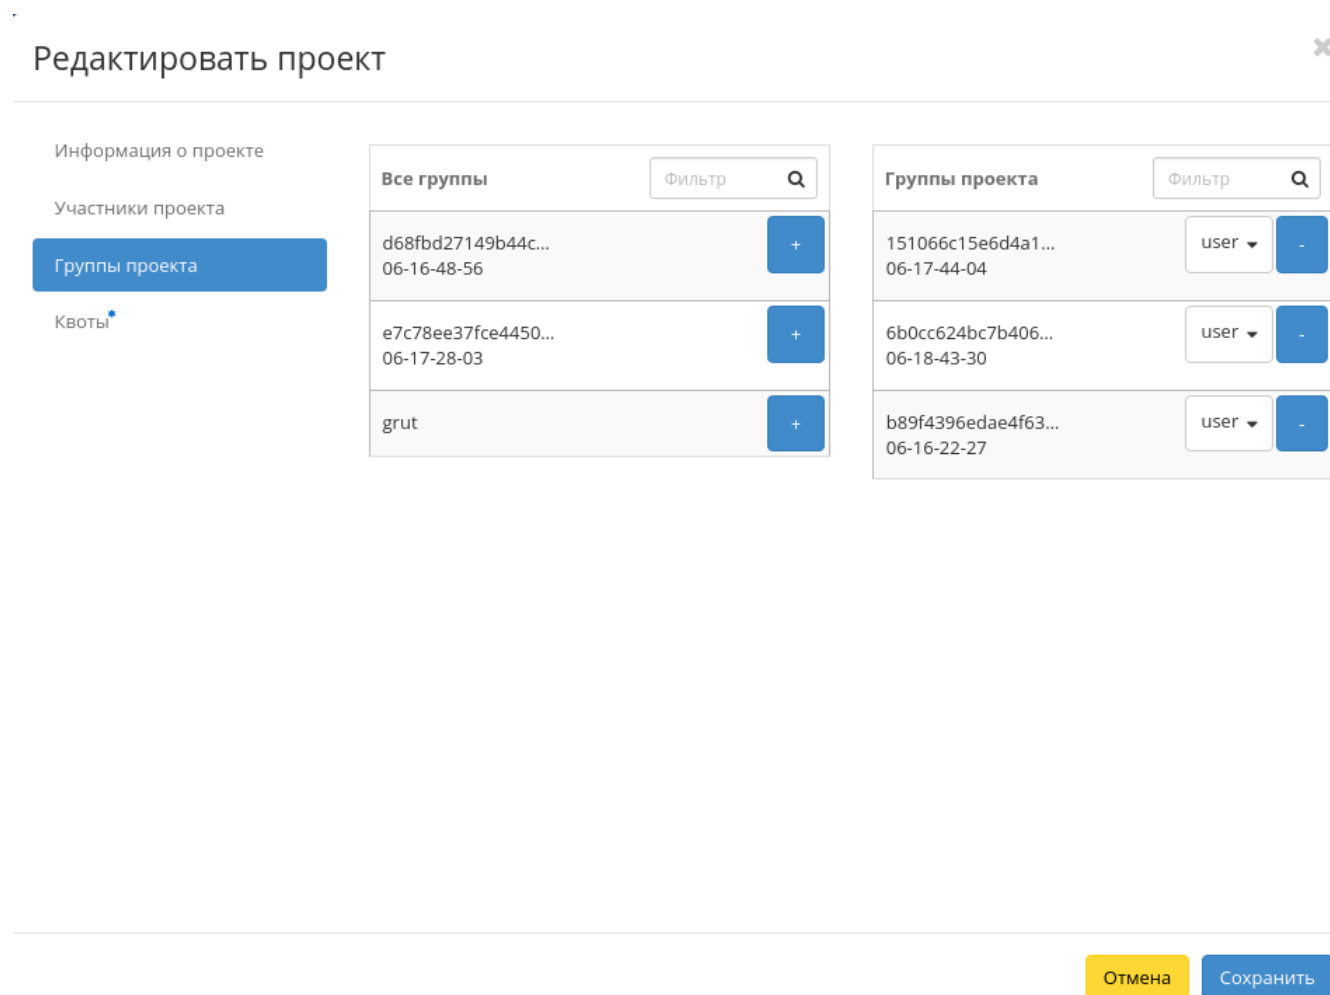 Редактировать проект
Информация о проекте
Участники проекта
Группы проекта
Квоты*
Все группы
Фильтр
d68fbd27149b44c...
06-16-48-56
+
e7c78ee37fce4450...
06-17-28-03
+
grut
+
Группы проекта
Фильтр
151066c15e6d4a1...
06-17-44-04
user
-
6b0cc624bc7b406...
06-18-43-30
user
-
b89f4396edae4f63...
06-16-22-27
user
-
Отмена
Сохранить